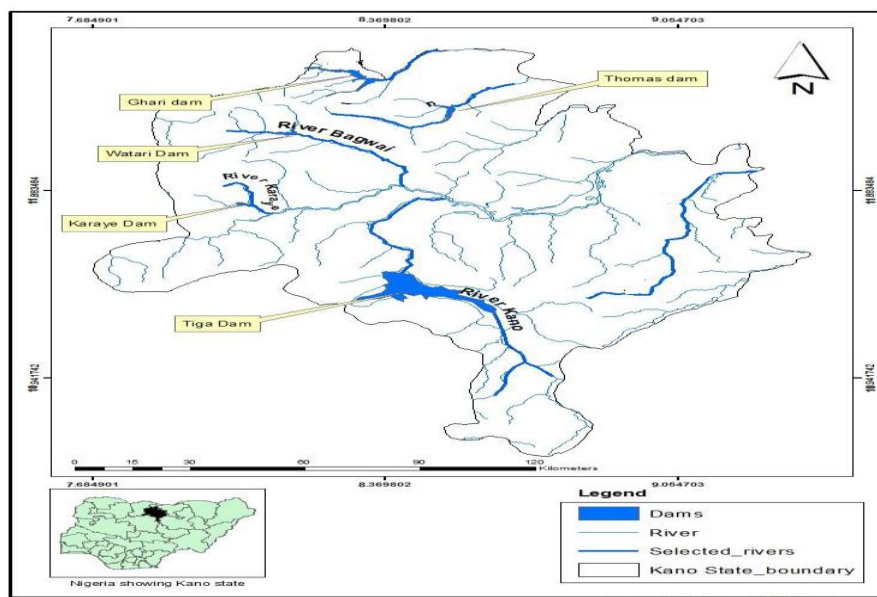 7.684901 8.369802 9.054703
Ghari dam
Thomas dam
N
River Bagwai
Watari Dam
River Karaye
Karaye Dam
River Kano
Tiga Dam
0 15 30 60 90 120
Kilometers
7.684901 8.369802 9.054703
Legend
Dams
River
Selected_rivers
Kano State_boundary
Nigeria showing Kano state